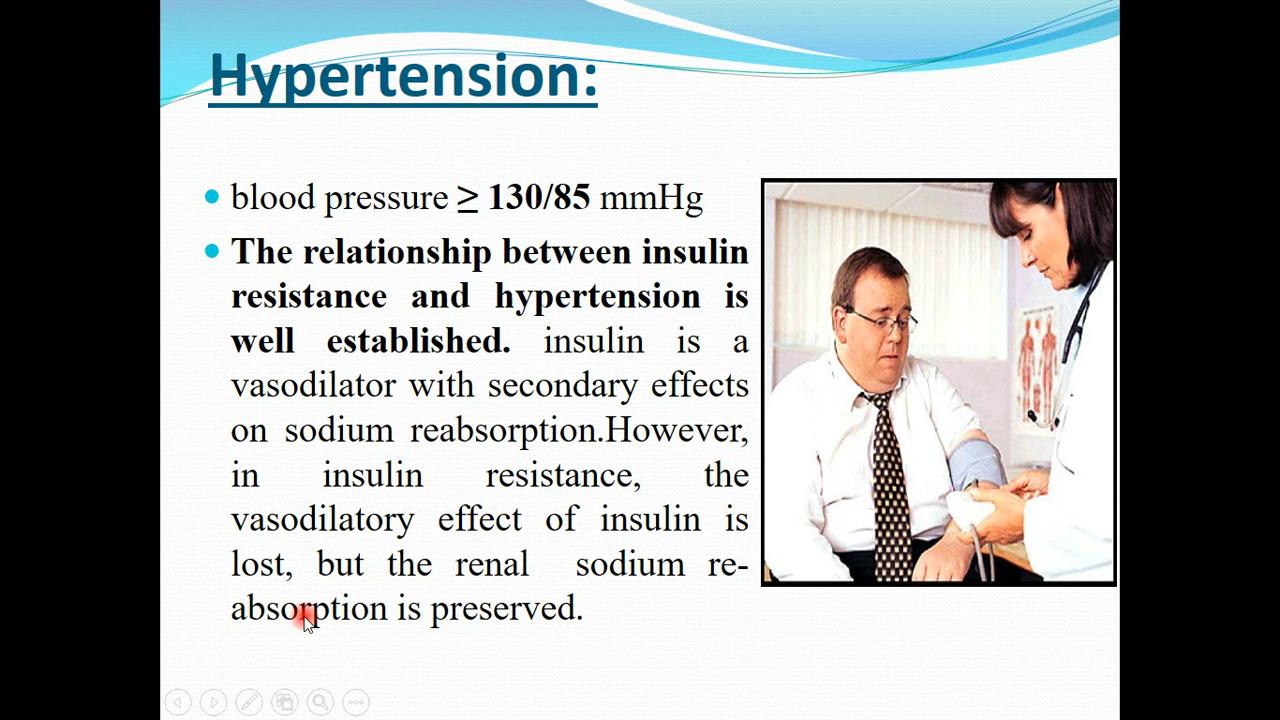 Hypertension:
blood pressure ≥ 130/85 mmHg
The relationship between insulin
resistance and hypertension is
well established. insulin is a
vasodilator with secondary effects
on sodium reabsorption.However,
in insulin resistance, the
vasodilatory effect of insulin is
lost, but the renal sodium re-
absorption is preserved.